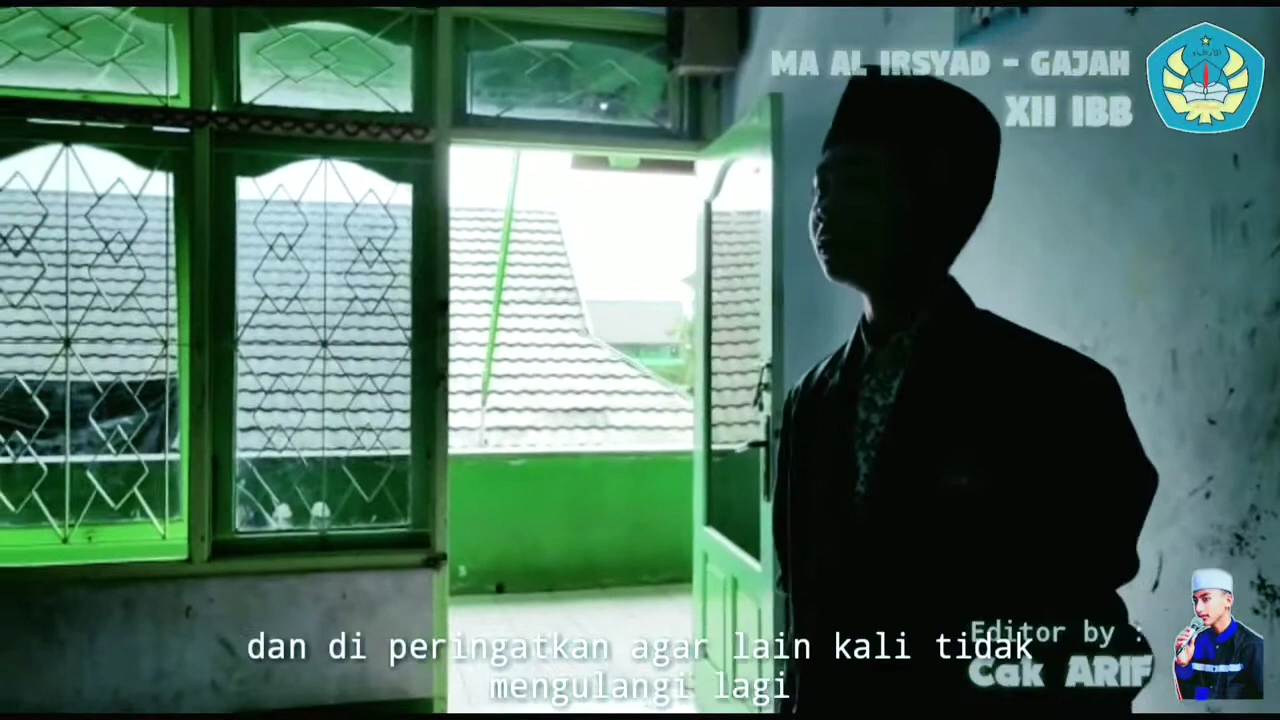 MA AL IRSYAD - GAJAH
XII IBB
Editor by :
Cak ARIF
dan di peringatkan agar lain kali tidak
mengulangi lagi